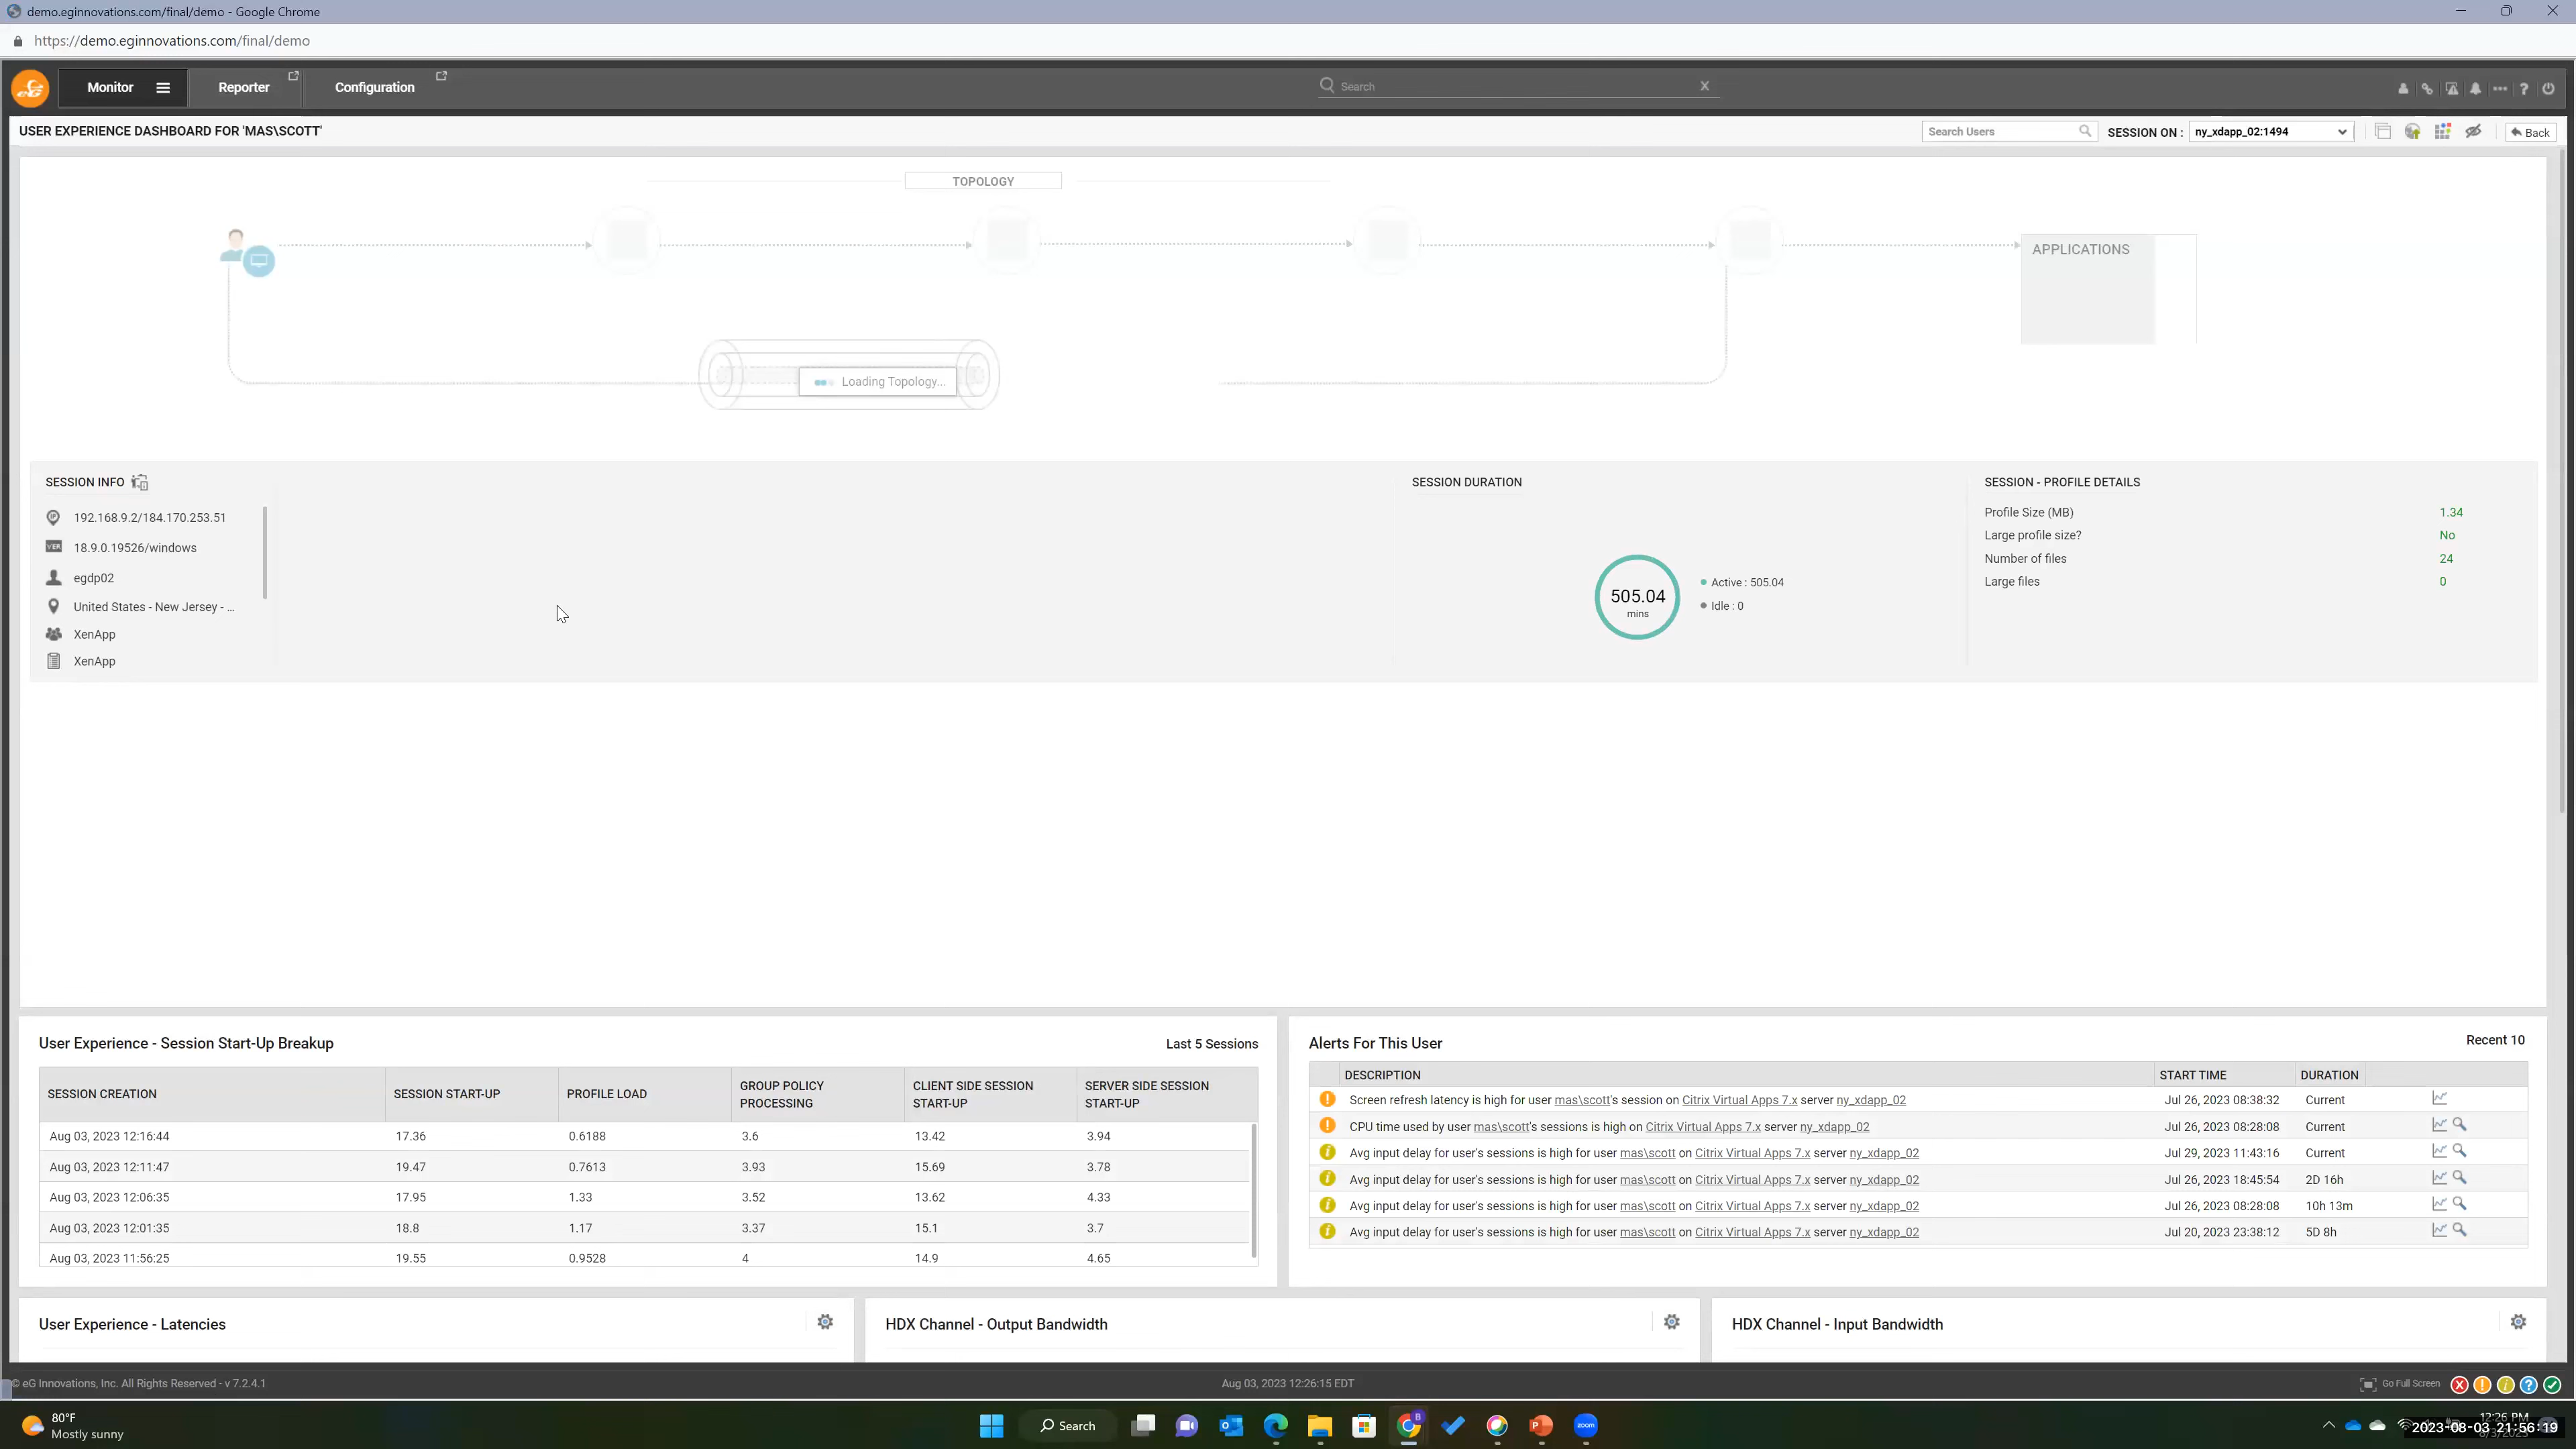 demo.eginnovations.com/final/demo - Google Chrome
https://demo.eginnovations.com/final/demo
eG Monitor Reporter Configuration Search X
USER EXPERIENCE DASHBOARD FOR 'MAS\SCOTT' Search Users SESSION ON : ny_xdapp_02:1494 Back
TOPOLOGY
APPLICATIONS
Loading Topology...
SESSION INFO SESSION DURATION SESSION - PROFILE DETAILS
IP 192.168.9.2/184.170.253.51
VER 18.9.0.19526/windows
egdp02
United States - New Jersey - ...
XenApp
XenApp
505.04
mins
Active : 505.04
Idle : 0
Profile Size (MB) 1.34
Large profile size? No
Number of files 24
Large files 0
User Experience - Session Start-Up Breakup Last 5 Sessions
SESSION CREATION SESSION START-UP PROFILE LOAD GROUP POLICY PROCESSING CLIENT SIDE SESSION START-UP SERVER SIDE SESSION START-UP
Aug 03, 2023 12:16:44 17.36 0.6188 3.6 13.42 3.94
Aug 03, 2023 12:11:47 19.47 0.7613 3.93 15.69 3.78
Aug 03, 2023 12:06:35 17.95 1.33 3.52 13.62 4.33
Aug 03, 2023 12:01:35 18.8 1.17 3.37 15.1 3.7
Aug 03, 2023 11:56:25 19.55 0.9528 4 14.9 4.65
Alerts For This User Recent 10
DESCRIPTION START TIME DURATION
Screen refresh latency is high for user mas\scott's session on Citrix Virtual Apps 7.x server ny_xdapp_02 Jul 26, 2023 08:38:32 Current
CPU time used by user mas\scott's sessions is high on Citrix Virtual Apps 7.x server ny_xdapp_02 Jul 26, 2023 08:28:08 Current
Avg input delay for user's sessions is high for user mas\scott on Citrix Virtual Apps 7.x server ny_xdapp_02 Jul 29, 2023 11:43:16 Current
Avg input delay for user's sessions is high for user mas\scott on Citrix Virtual Apps 7.x server ny_xdapp_02 Jul 26, 2023 18:45:54 2D 16h
Avg input delay for user's sessions is high for user mas\scott on Citrix Virtual Apps 7.x server ny_xdapp_02 Jul 26, 2023 08:28:08 10h 13m
Avg input delay for user's sessions is high for user mas\scott on Citrix Virtual Apps 7.x server ny_xdapp_02 Jul 20, 2023 23:38:12 5D 8h
User Experience - Latencies HDX Channel - Output Bandwidth HDX Channel - Input Bandwidth
© eG Innovations, Inc. All Rights Reserved - v 7.2.4.1 Aug 03, 2023 12:26:15 EDT Go Full Screen
80°F
Mostly sunny
Search
zoom
12:26 PM
2023-08-03 21:56:19